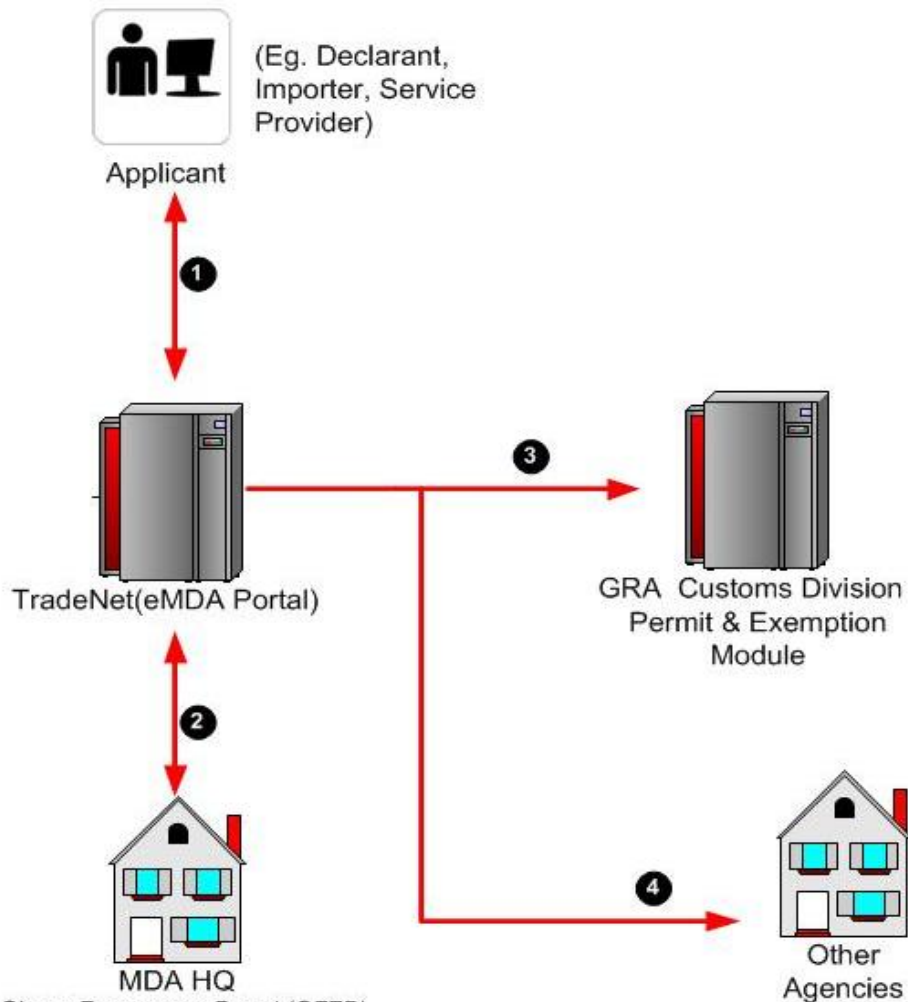 (Eg. Declarant,
Importer, Service
Provider)
Applicant
1
3
TradeNet(eMDA Portal)
GRA Customs Division
Permit & Exemption
Module
2
4
MDA HQ
Other
Agencies